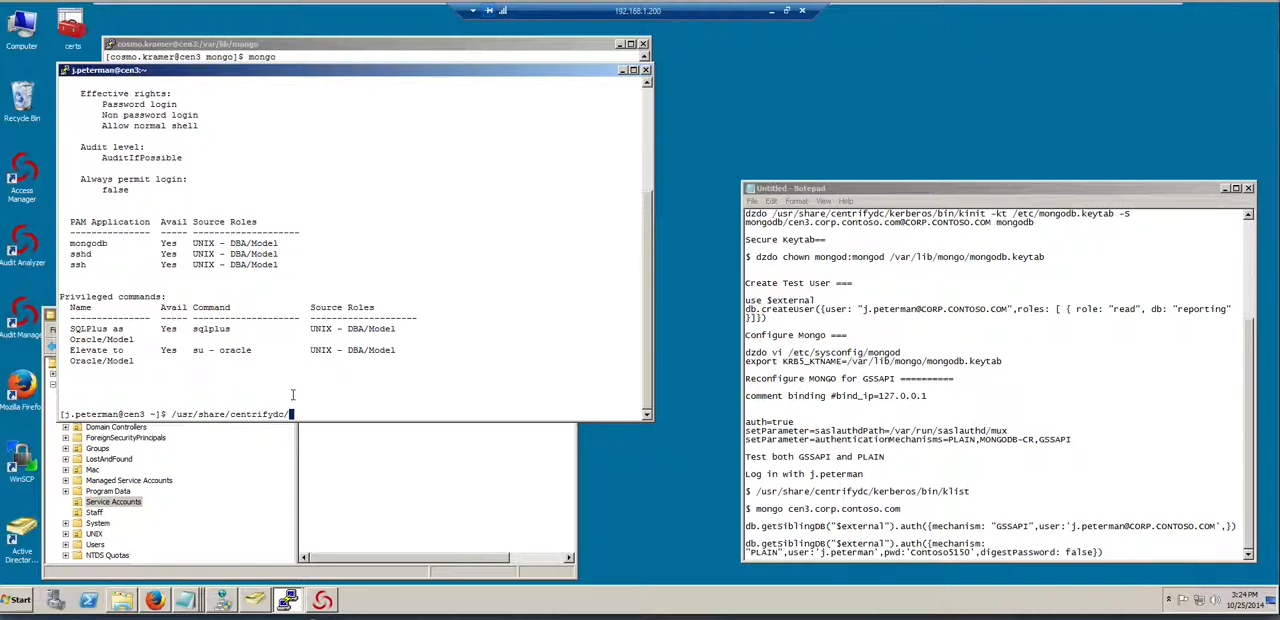 192.168.1.200
Computer
certs
Recycle Bin
Access
Manager
Audit Analyzer
Audit Manage
Mozilla Firefo
WinSCP
Active
Director...
cosmo.kramer@cen3:/var/lib/mongo
[cosmo.kramer@cen3 mongo]$ mongo
j.peterman@cen3:~
Effective rights:
Password login
Non password login
Allow normal shell
Audit level:
AuditIfPossible
Always permit login:
false
PAM Application Avail Source Roles
--------------- ----- --------------------
mongodb Yes UNIX - DBA/Model
sshd Yes UNIX - DBA/Model
ssh Yes UNIX - DBA/Model
Privileged commands:
Name Avail Command Source Roles
--------------- ----- -------------------- --------------------
SQLPlus as Yes sqlplus UNIX - DBA/Model
Oracle/Model
Elevate to Yes su - oracle UNIX - DBA/Model
Oracle/Model
[j.peterman@cen3 ~]$ /usr/share/centrifydc/
Domain Controllers
ForeignSecurityPrincipals
Groups
LostAndFound
Mac
Managed Service Accounts
Program Data
Service Accounts
Staff
System
UNIX
Users
NTDS Quotas
Untitled - Notepad
File Edit Format View Help
dzdo /usr/share/centrifydc/kerberos/bin/kinit -kt /etc/mongodb.keytab -S
mongodb/cen3.corp.contoso.com@CORP.CONTOSO.COM mongodb
Secure Keytab==
$ dzdo chown mongod:mongod /var/lib/mongo/mongodb.keytab
Create Test User ===
use $external
db.createUser({user: "j.peterman@CORP.CONTOSO.COM",roles: [ { role: "read", db: "reporting"
}]})
Configure Mongo ===
dzdo vi /etc/sysconfig/mongod
export KRB5_KTNAME=/var/lib/mongo/mongodb.keytab
Reconfigure MONGO for GSSAPI ==========
comment binding #bind_ip=127.0.0.1
auth=true
setParameter=saslauthdPath=/var/run/saslauthd/mux
setParameter=authenticationMechanisms=PLAIN,MONGODB-CR,GSSAPI
Test both GSSAPI and PLAIN
Log in with j.peterman
$ /usr/share/centrifydc/kerberos/bin/klist
$ mongo cen3.corp.contoso.com
db.getSiblingDB("$external").auth({mechanism: "GSSAPI",user:'j.peterman@CORP.CONTOSO.COM',})
db.getSiblingDB("$external").auth({mechanism:
"PLAIN",user:'j.peterman',pwd:'Contoso5150',digestPassword: false})
Start
3:24 PM
10/25/2014